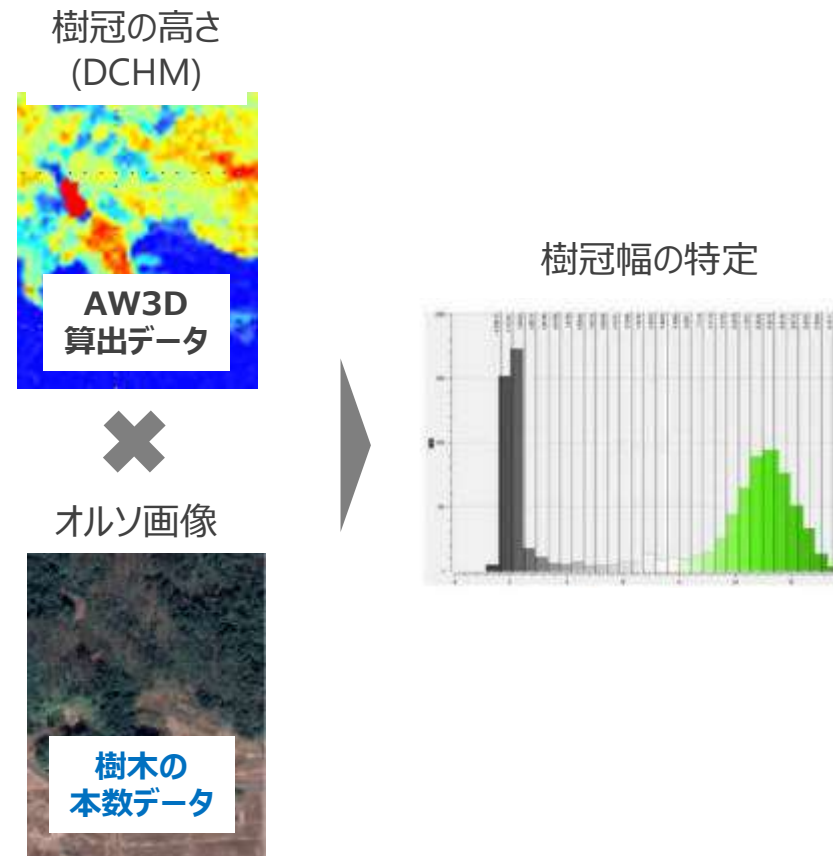 樹冠の高さ
(DCHM)
AW3D
算出データ
オルソ画像
樹木の
本数データ
樹冠幅の特定